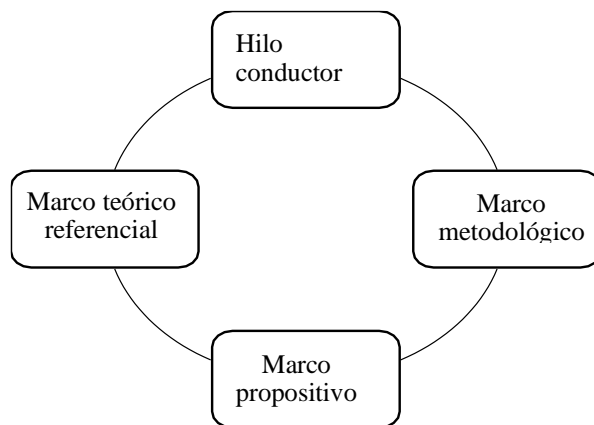 Hilo
conductor
Marco teórico
referencial
Marco
metodológico
Marco
propositivo